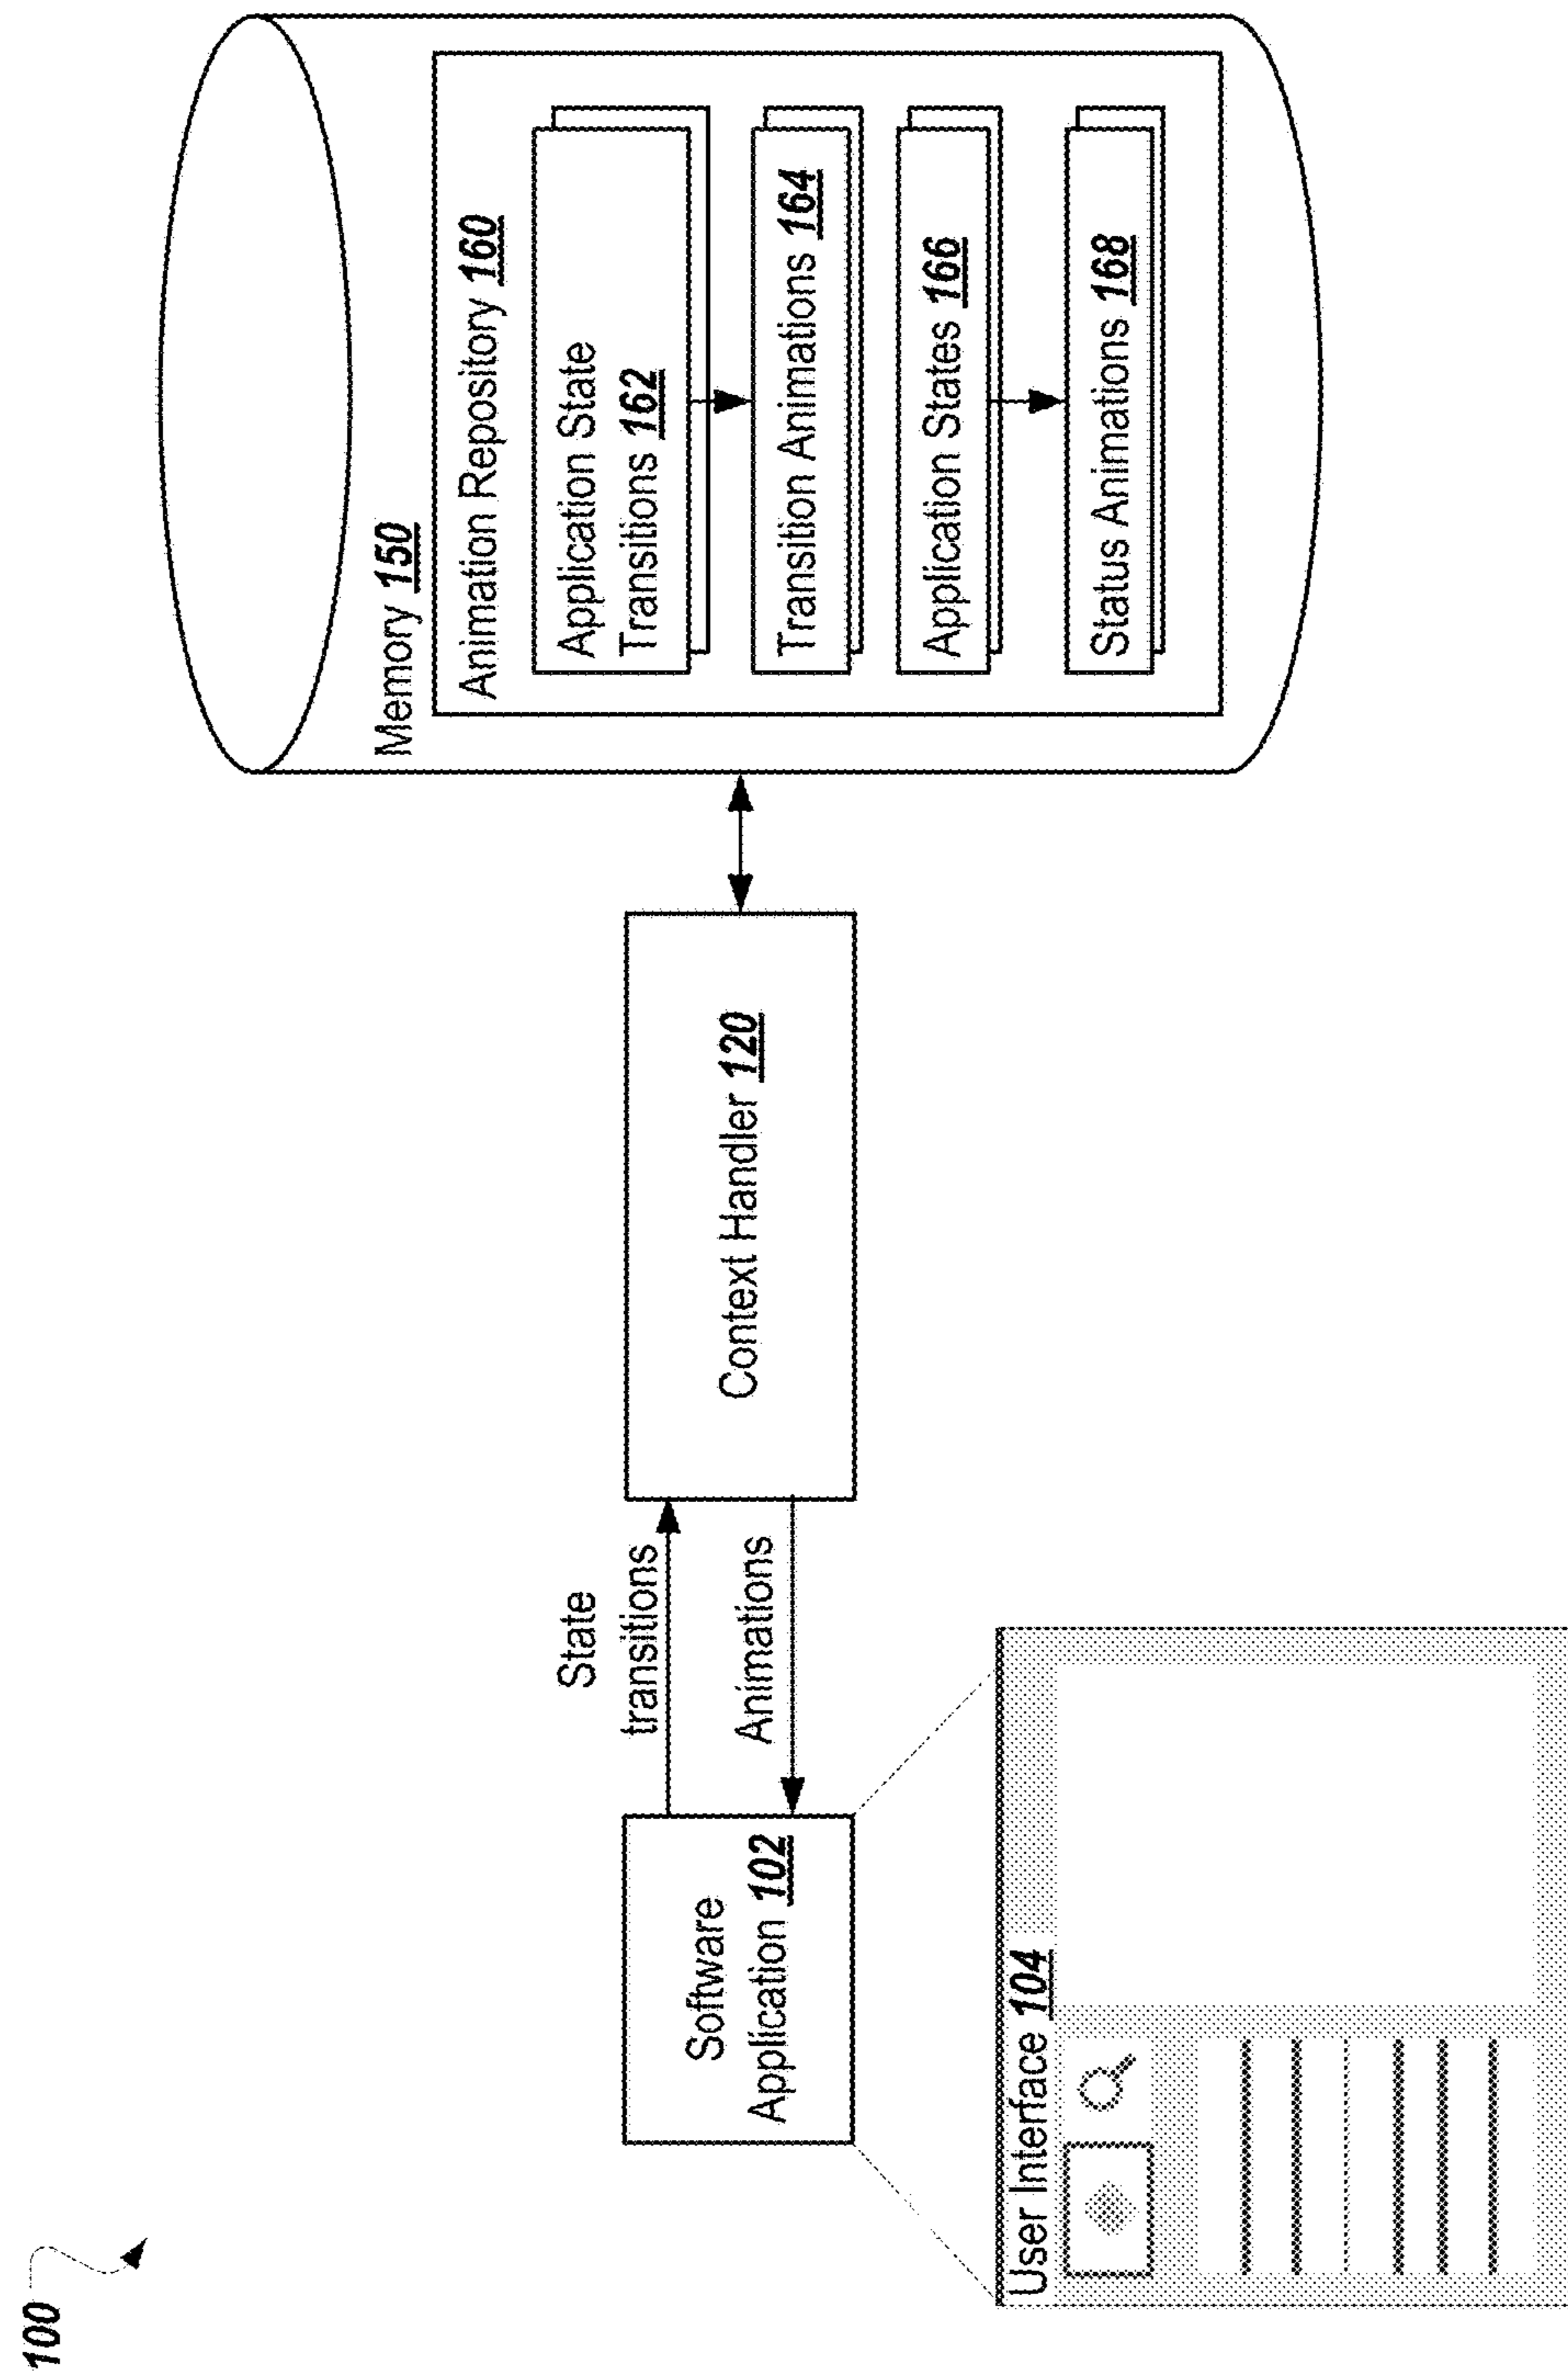 100
Software
Application 102
State
transitions
Animations
Context Handler 120
Memory 150
Animation Repository 160
Application State
Transitions 162
Transition Animations 164
Application States 166
Status Animations 168
User Interface 104